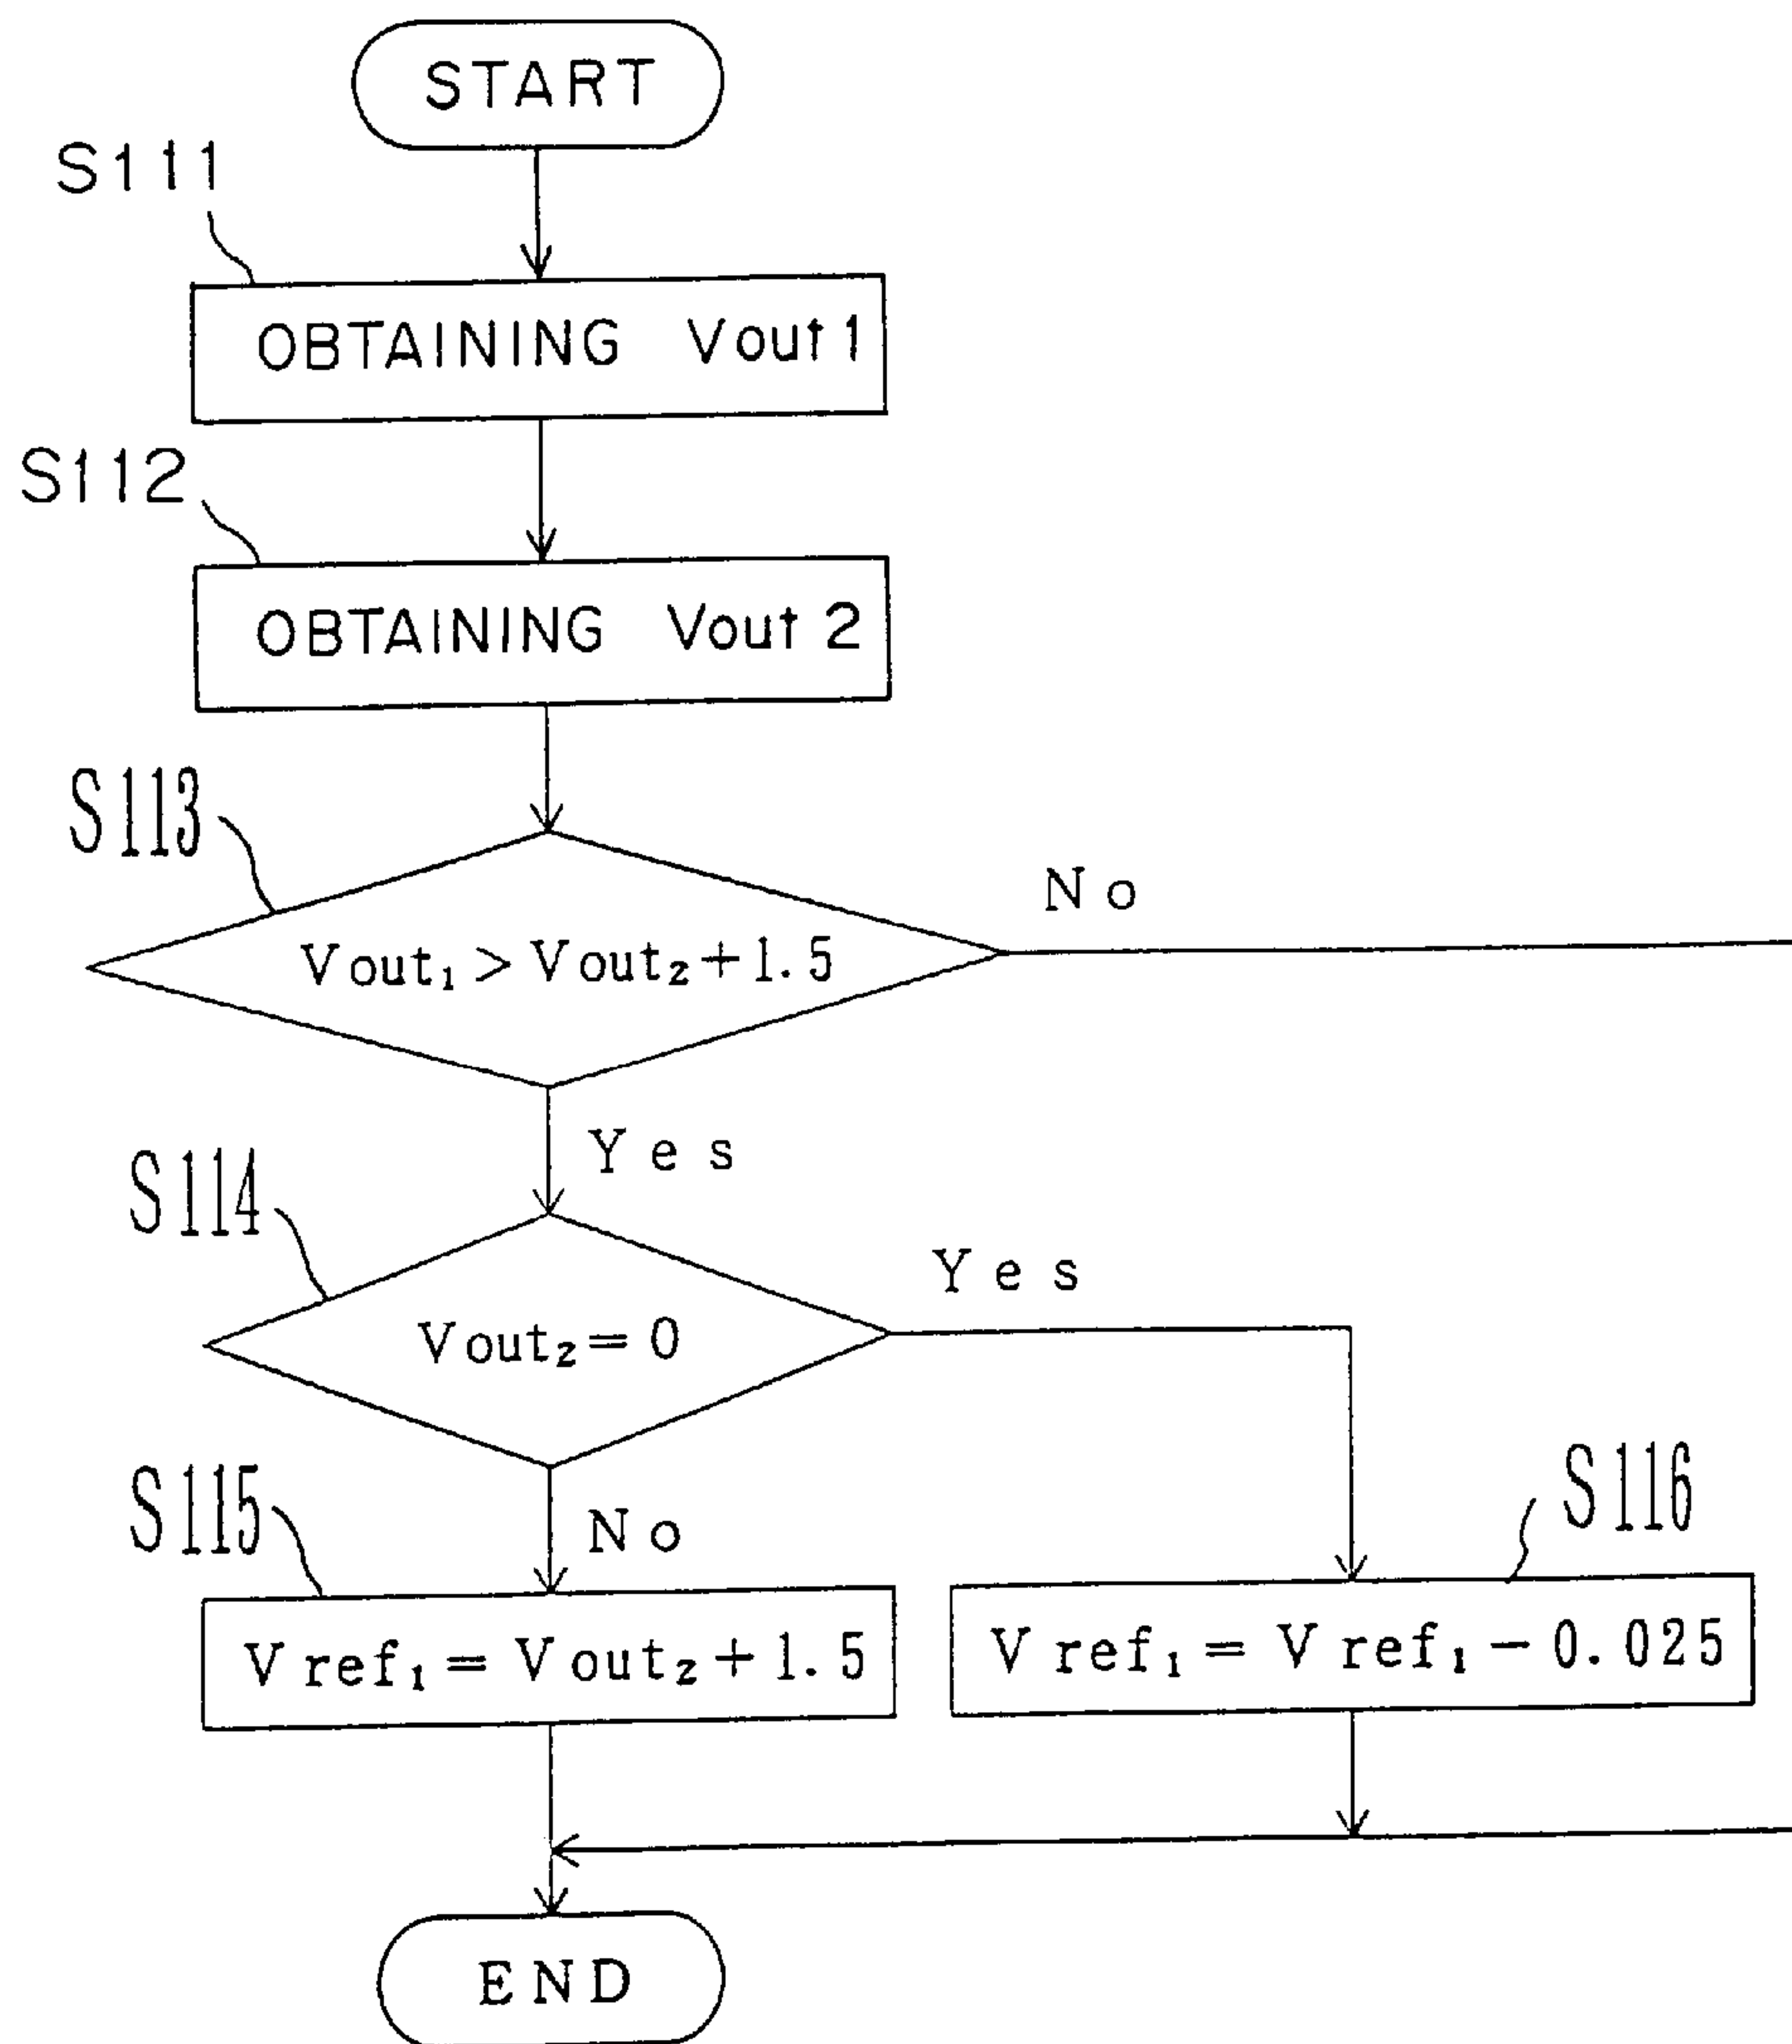 START
S111
OBTAINING Vout1
S112
OBTAINING Vout2
S113
No
Vout₁ > Vout₂ + 1.5
Yes
S114
Yes
Vout₂ = 0
S115
No
S116
Vref₁ = Vout₂ + 1.5
Vref₁ = Vref₁ − 0.025
END